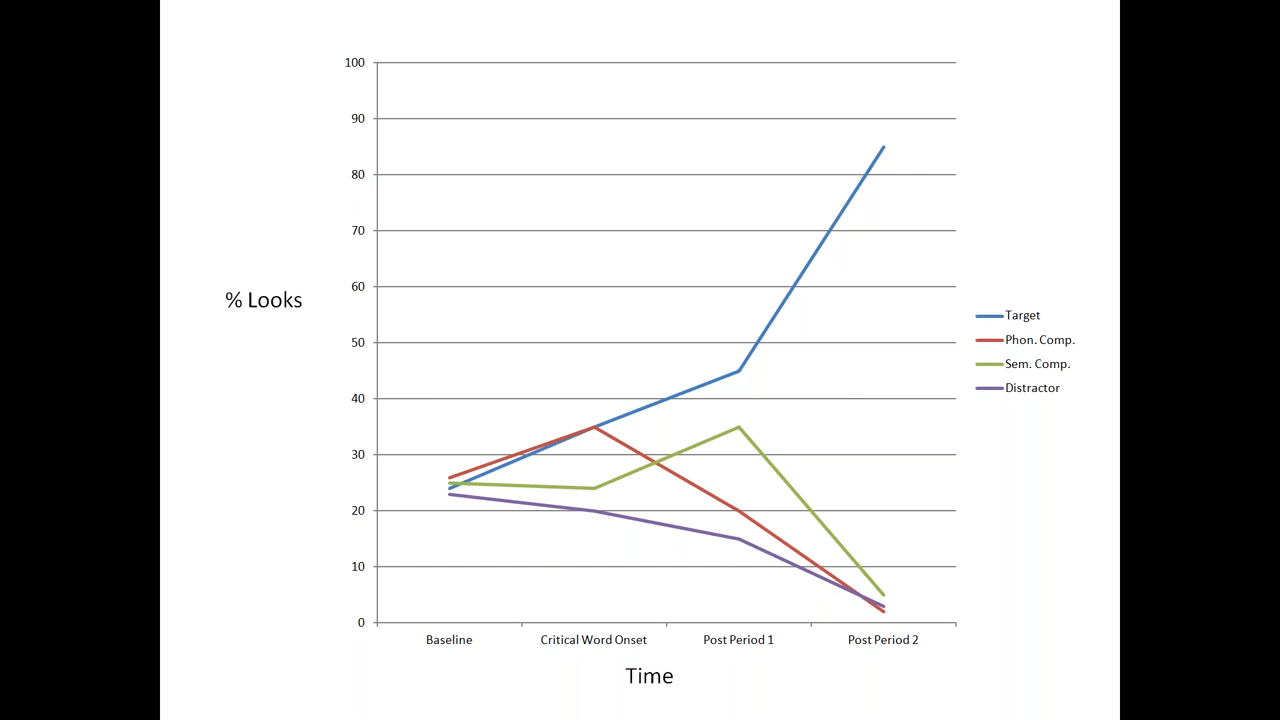 100
90
80
70
60
50
40
30
20
10
0
% Looks
Baseline
Critical Word Onset
Post Period 1
Post Period 2
Time
Target
Phon. Comp.
Sem. Comp.
Distractor